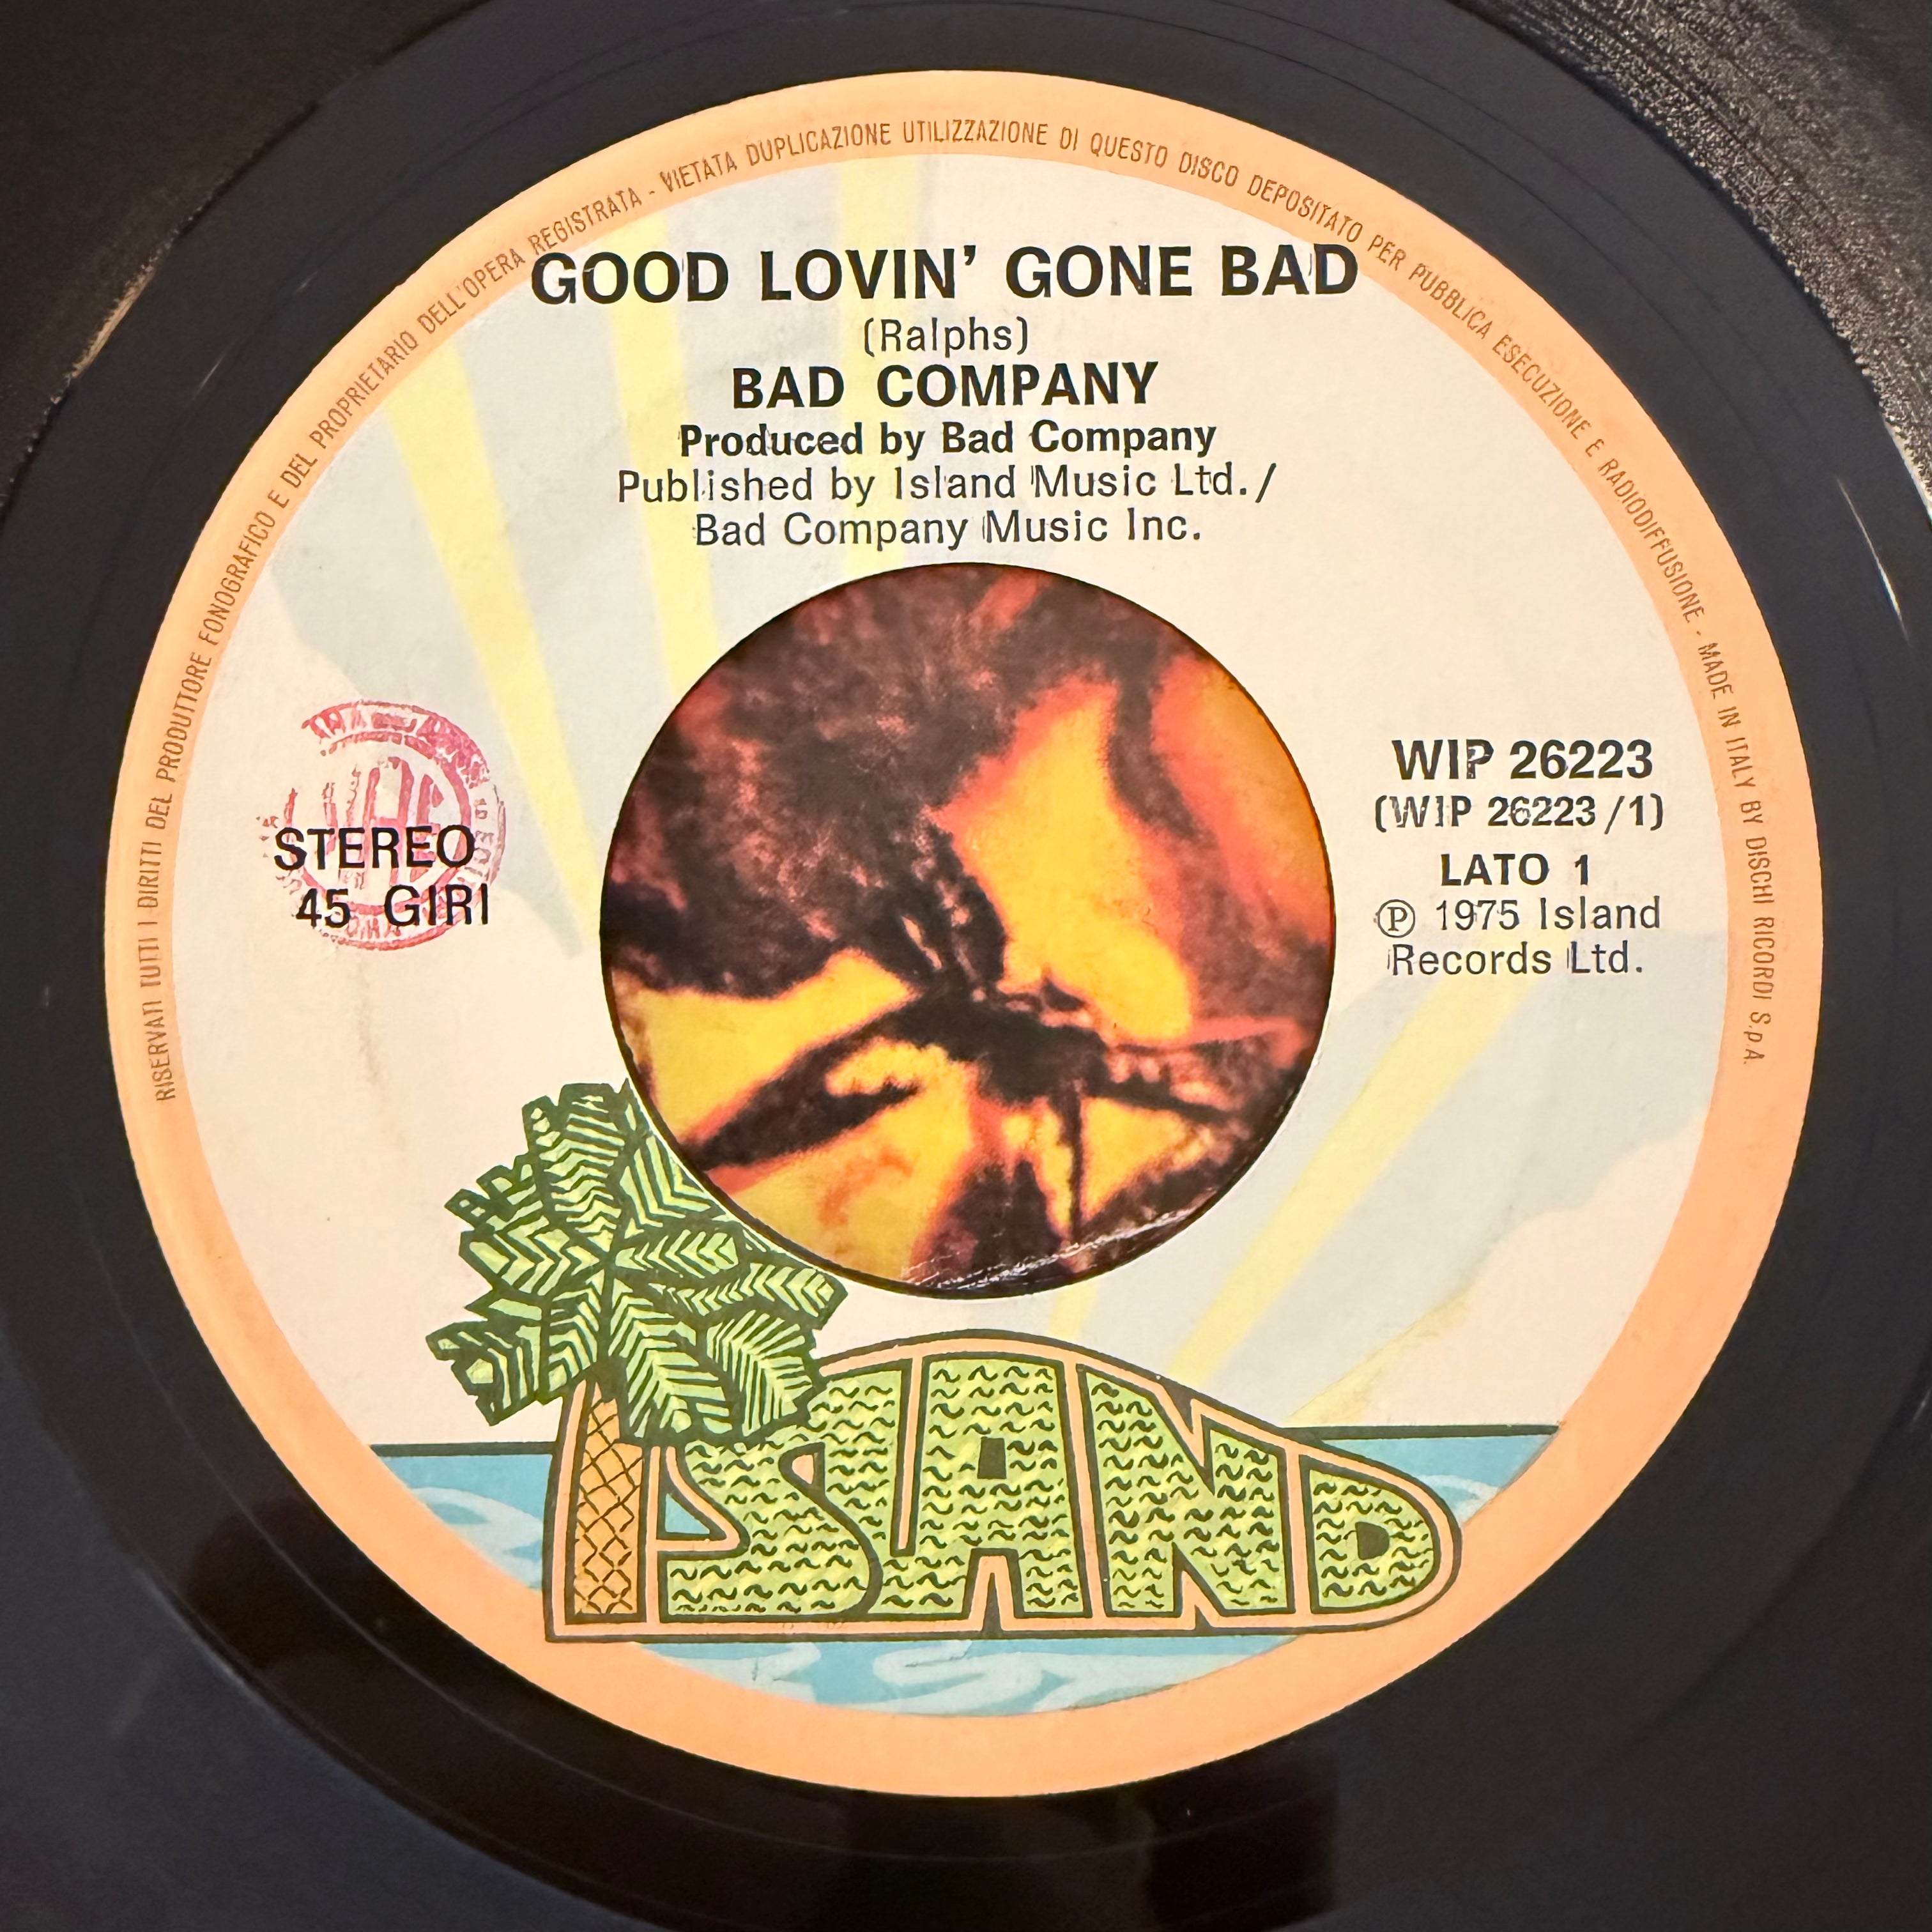 RISERVATI TUTTI I DIRITTI DEL PRODUTTORE FONOGRAFICO E DEL PROPRIETARIO DELL'OPERA REGISTRATA - VIETATA DUPLICAZIONE UTILIZZAZIONE DI QUESTO DISCO DEPOSITATO PER PUBBLICA ESECUZIONE E RADIODIFFUSIONE - MADE IN ITALY BY DISCHI RICORDI S.p.A.
GOOD LOVIN' GONE BAD
(Ralphs)
BAD COMPANY
Produced by Bad Company
Published by Island Music Ltd./
Bad Company Music Inc.
STEREO
45 GIRI
WIP 26223
(WIP 26223/1)
LATO 1
℗ 1975 Island
Records Ltd.
ISLAND